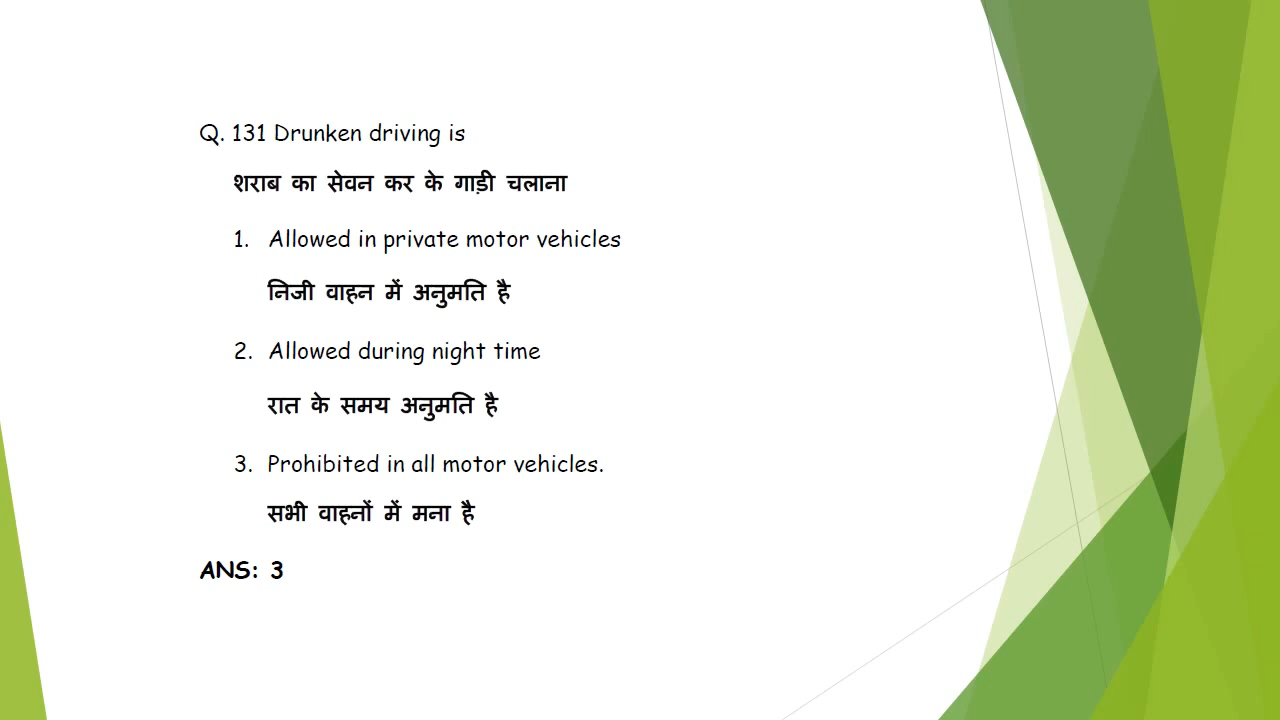 Q. 131 Drunken driving is
शराब का सेवन कर के गाड़ी चलाना
1. Allowed in private motor vehicles
निजी वाहन में अनुमति है
2. Allowed during night time
रात के समय अनुमति है
3. Prohibited in all motor vehicles.
सभी वाहनों में मना है
ANS: 3